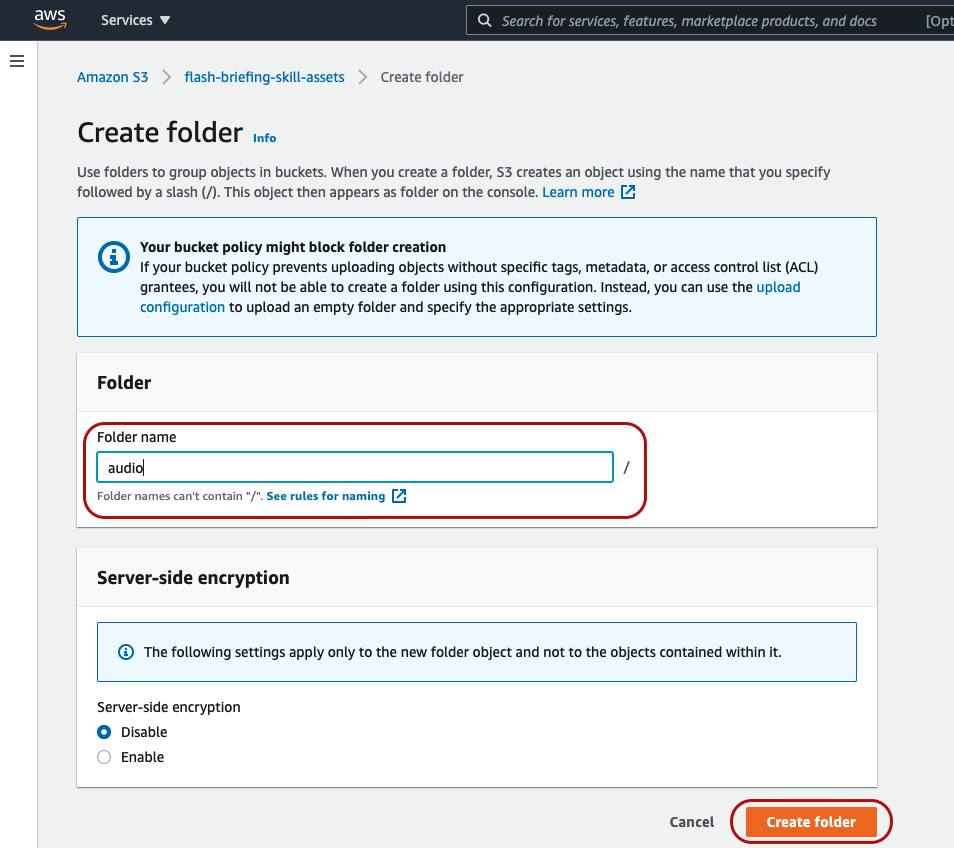 aws Services ▼ Search for services, features, marketplace products, and docs [Opt
Amazon S3 > flash-briefing-skill-assets > Create folder
Create folder Info
Use folders to group objects in buckets. When you create a folder, S3 creates an object using the name that you specify
followed by a slash (/). This object then appears as folder on the console. Learn more
Your bucket policy might block folder creation
If your bucket policy prevents uploading objects without specific tags, metadata, or access control list (ACL)
grantees, you will not be able to create a folder using this configuration. Instead, you can use the upload
configuration to upload an empty folder and specify the appropriate settings.
Folder
Folder name
audio /
Folder names can't contain "/". See rules for naming
Server-side encryption
The following settings apply only to the new folder object and not to the objects contained within it.
Server-side encryption
Disable
Enable
Cancel Create folder